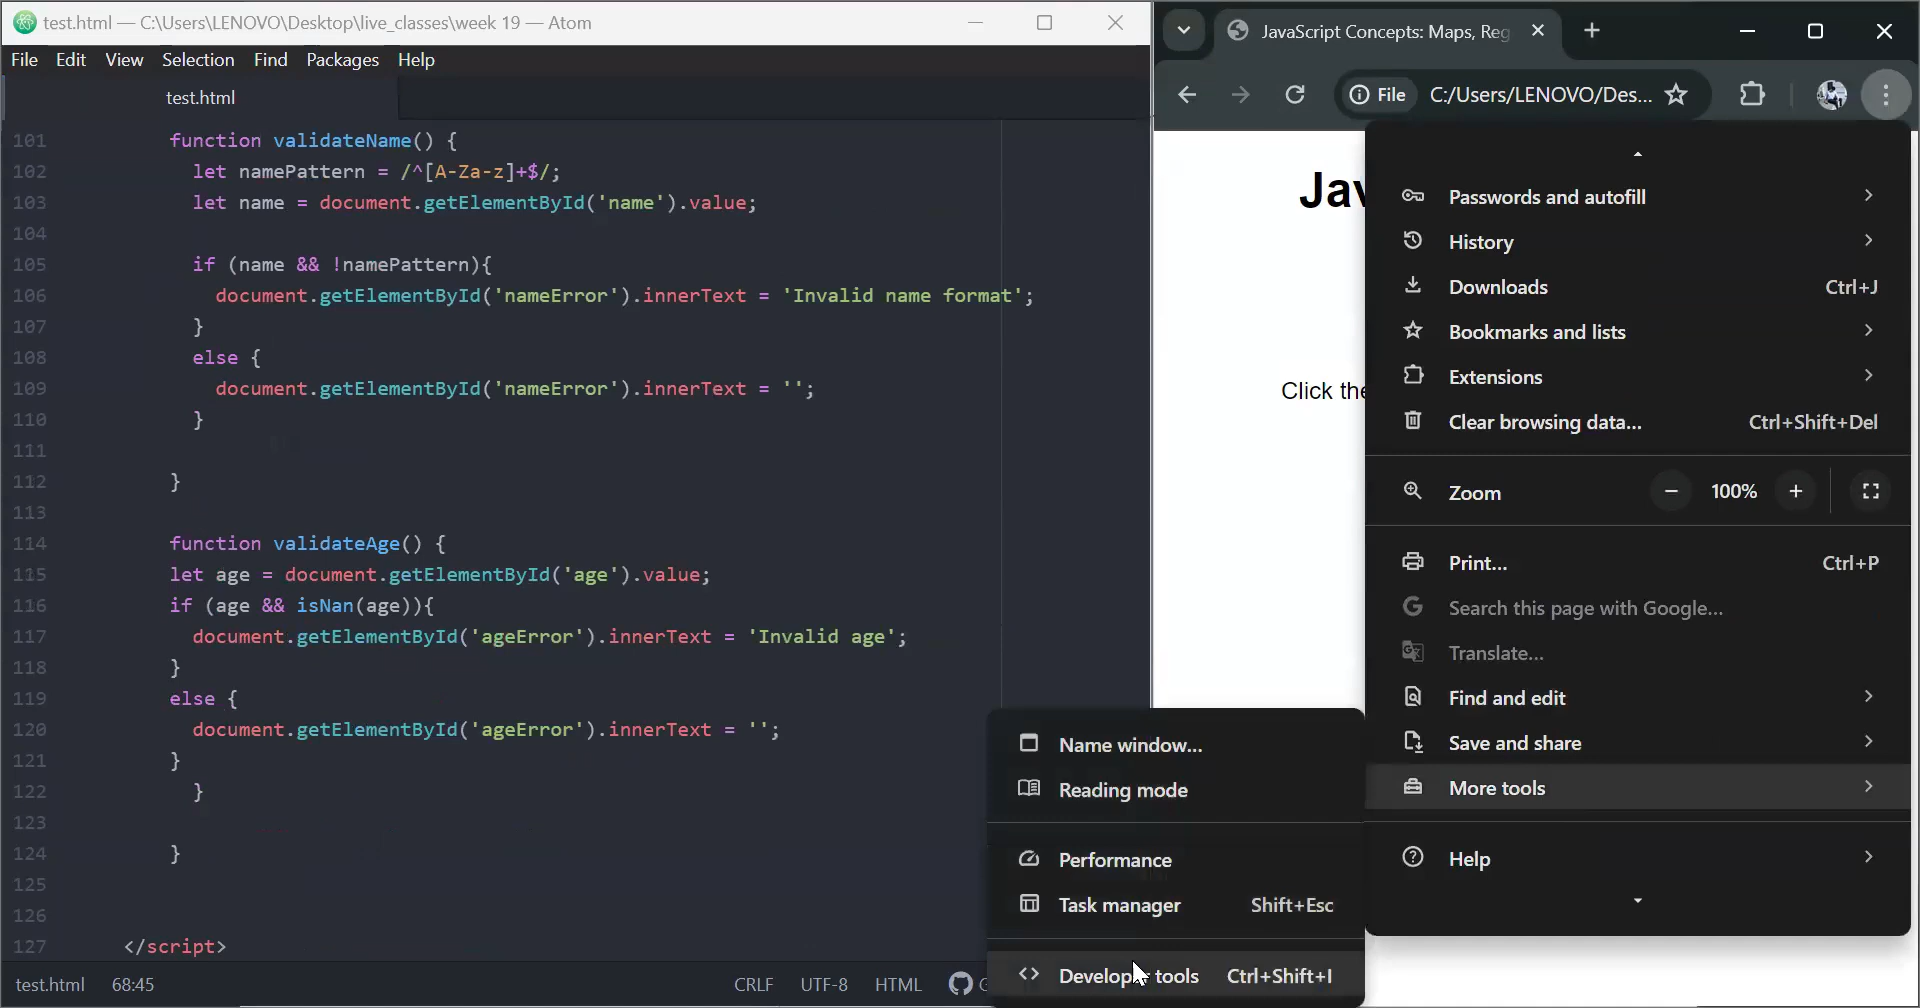 test.html — C:\Users\LENOVO\Desktop\live_classes\week 19 — Atom
File Edit View Selection Find Packages Help
test.html
101 function validateName() {
102 let namePattern = /^[A-Za-z]+$/;
103 let name = document.getElementById('name').value;
104
105 if (name && !namePattern){
106 document.getElementById('nameError').innerText = 'Invalid name format';
107 }
108 else {
109 document.getElementById('nameError').innerText = '';
110 }
111
112 }
113
114 function validateAge() {
115 let age = document.getElementById('age').value;
116 if (age && isNan(age)){
117 document.getElementById('ageError').innerText = 'Invalid age';
118 }
119 else {
120 document.getElementById('ageError').innerText = '';
121 }
122 }
123
124 }
125
126
127 </script>
test.html 68:45 CRLF UTF-8 HTML G
JavaScript Concepts: Maps, Reg
File C:/Users/LENOVO/Des...
Jav
Click the
Passwords and autofill
History
Downloads Ctrl+J
Bookmarks and lists
Extensions
Clear browsing data... Ctrl+Shift+Del
Zoom − 100% +
Print... Ctrl+P
Search this page with Google...
Translate...
Find and edit
Save and share
More tools
Help
Name window...
Reading mode
Performance
Task manager Shift+Esc
Developer tools Ctrl+Shift+I